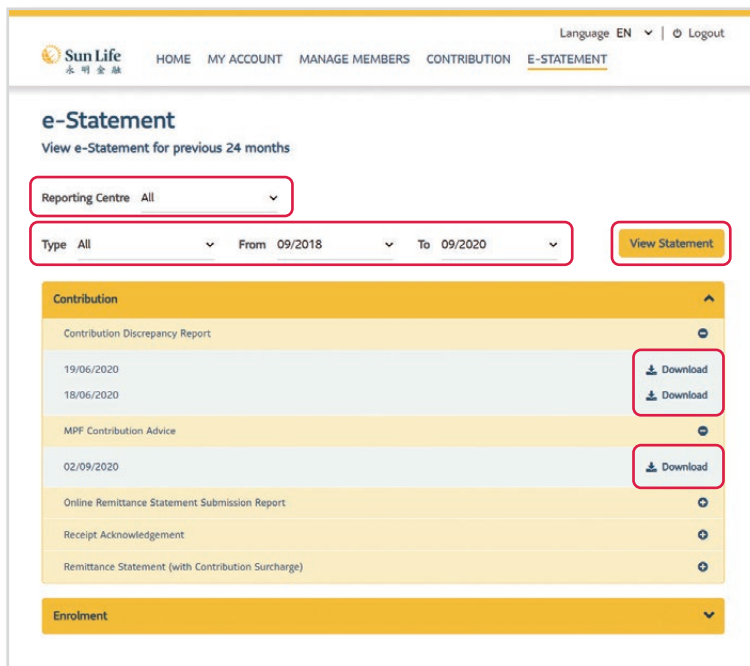 Language EN | Logout
Sun Life
永明金融
HOME MY ACCOUNT MANAGE MEMBERS CONTRIBUTION E-STATEMENT
e-Statement
View e-Statement for previous 24 months
Reporting Centre All
Type All From 09/2018 To 09/2020 View Statement
Contribution
Contribution Discrepancy Report
19/06/2020 Download
18/06/2020 Download
MPF Contribution Advice
02/09/2020 Download
Online Remittance Statement Submission Report
Receipt Acknowledgement
Remittance Statement (with Contribution Surcharge)
Enrolment